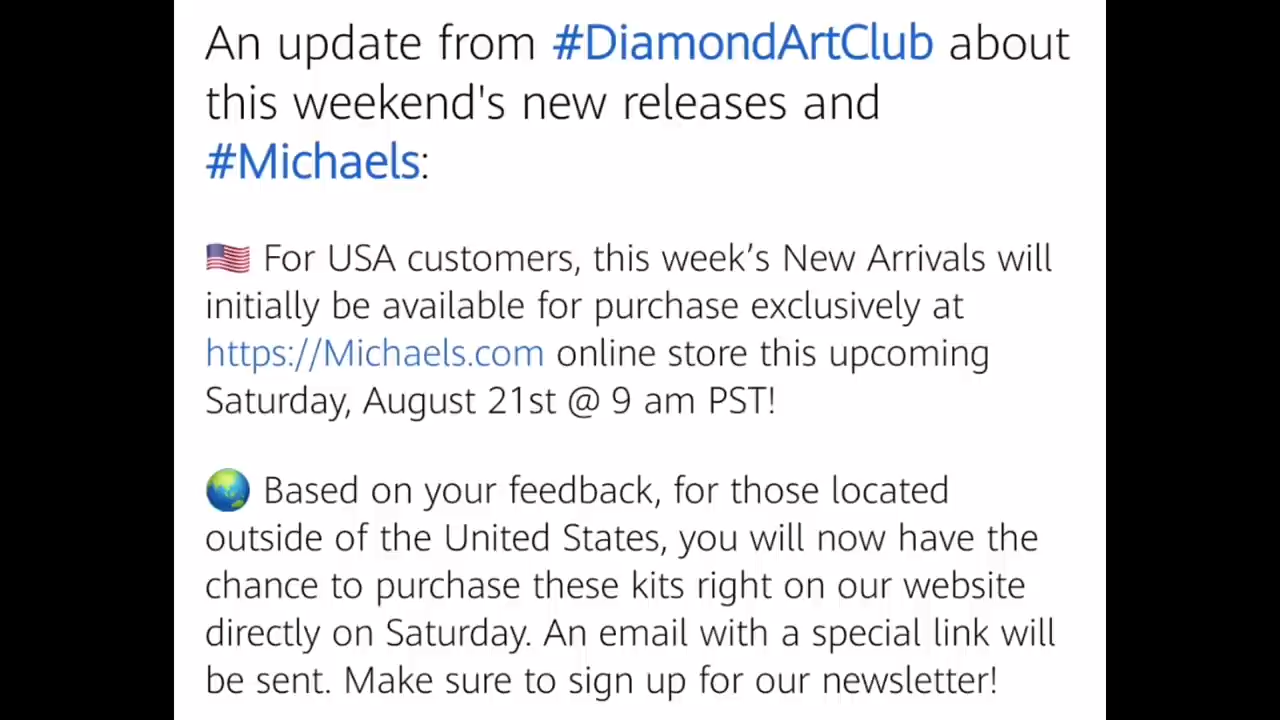 An update from #DiamondArtClub about
this weekend's new releases and
#Michaels:
🇺🇸 For USA customers, this week’s New Arrivals will
initially be available for purchase exclusively at
https://Michaels.com online store this upcoming
Saturday, August 21st @ 9 am PST!
🌏 Based on your feedback, for those located
outside of the United States, you will now have the
chance to purchase these kits right on our website
directly on Saturday. An email with a special link will
be sent. Make sure to sign up for our newsletter!